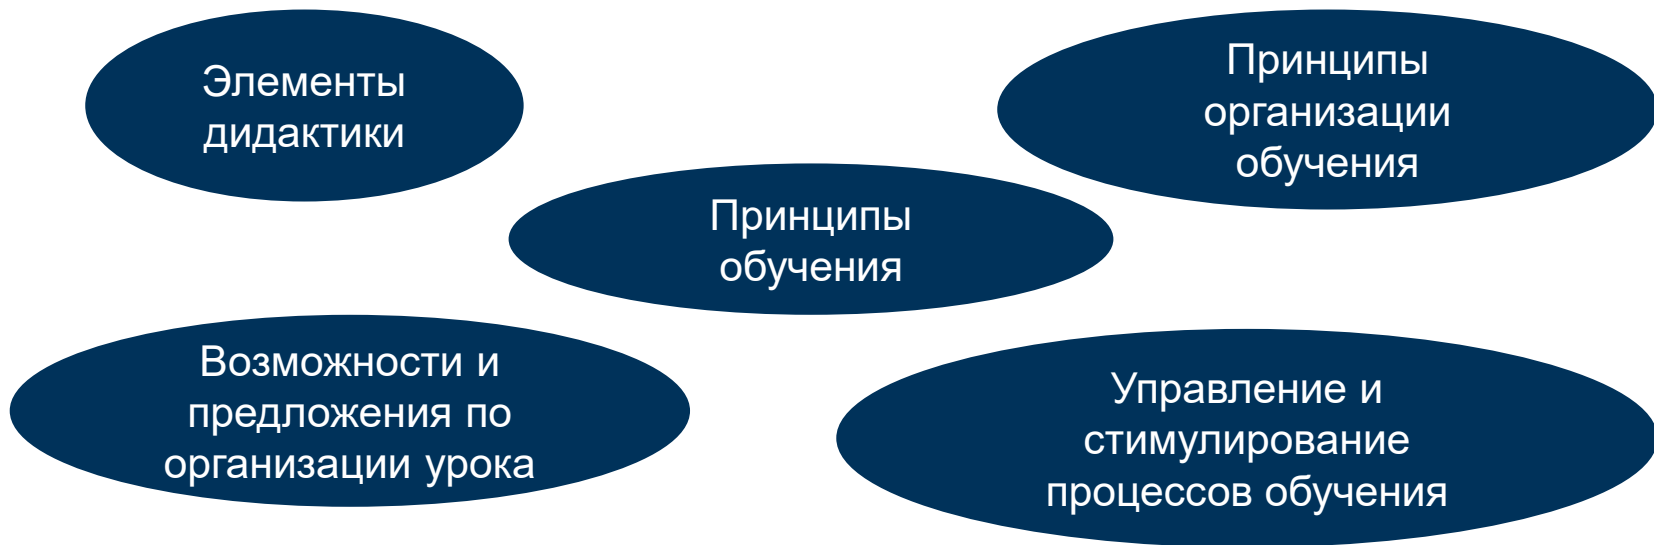 Элементы
дидактики
Принципы
организации
обучения
Принципы
обучения
Возможности и
предложения по
организации урока
Управление и
стимулирование
процессов обучения